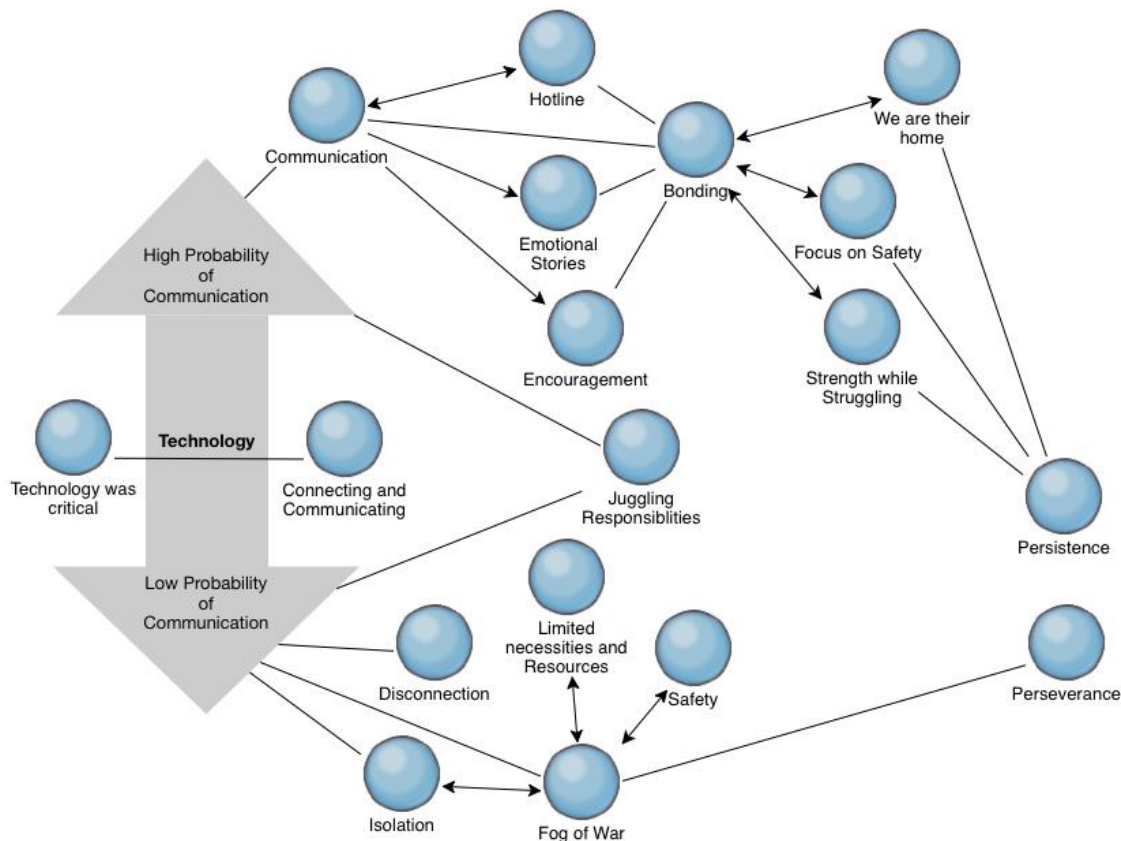 Hotline
We are their
home
Communication
Bonding
Emotional
Stories
Focus on Safety
High Probability
of
Communication
Encouragement
Strength while
Struggling
Technology
Technology was
critical
Connecting and
Communicating
Juggling
Responsiblities
Persistence
Low Probability
of
Communication
Limited
necessities and
Resources
Disconnection
Safety
Perseverance
Isolation
Fog of War